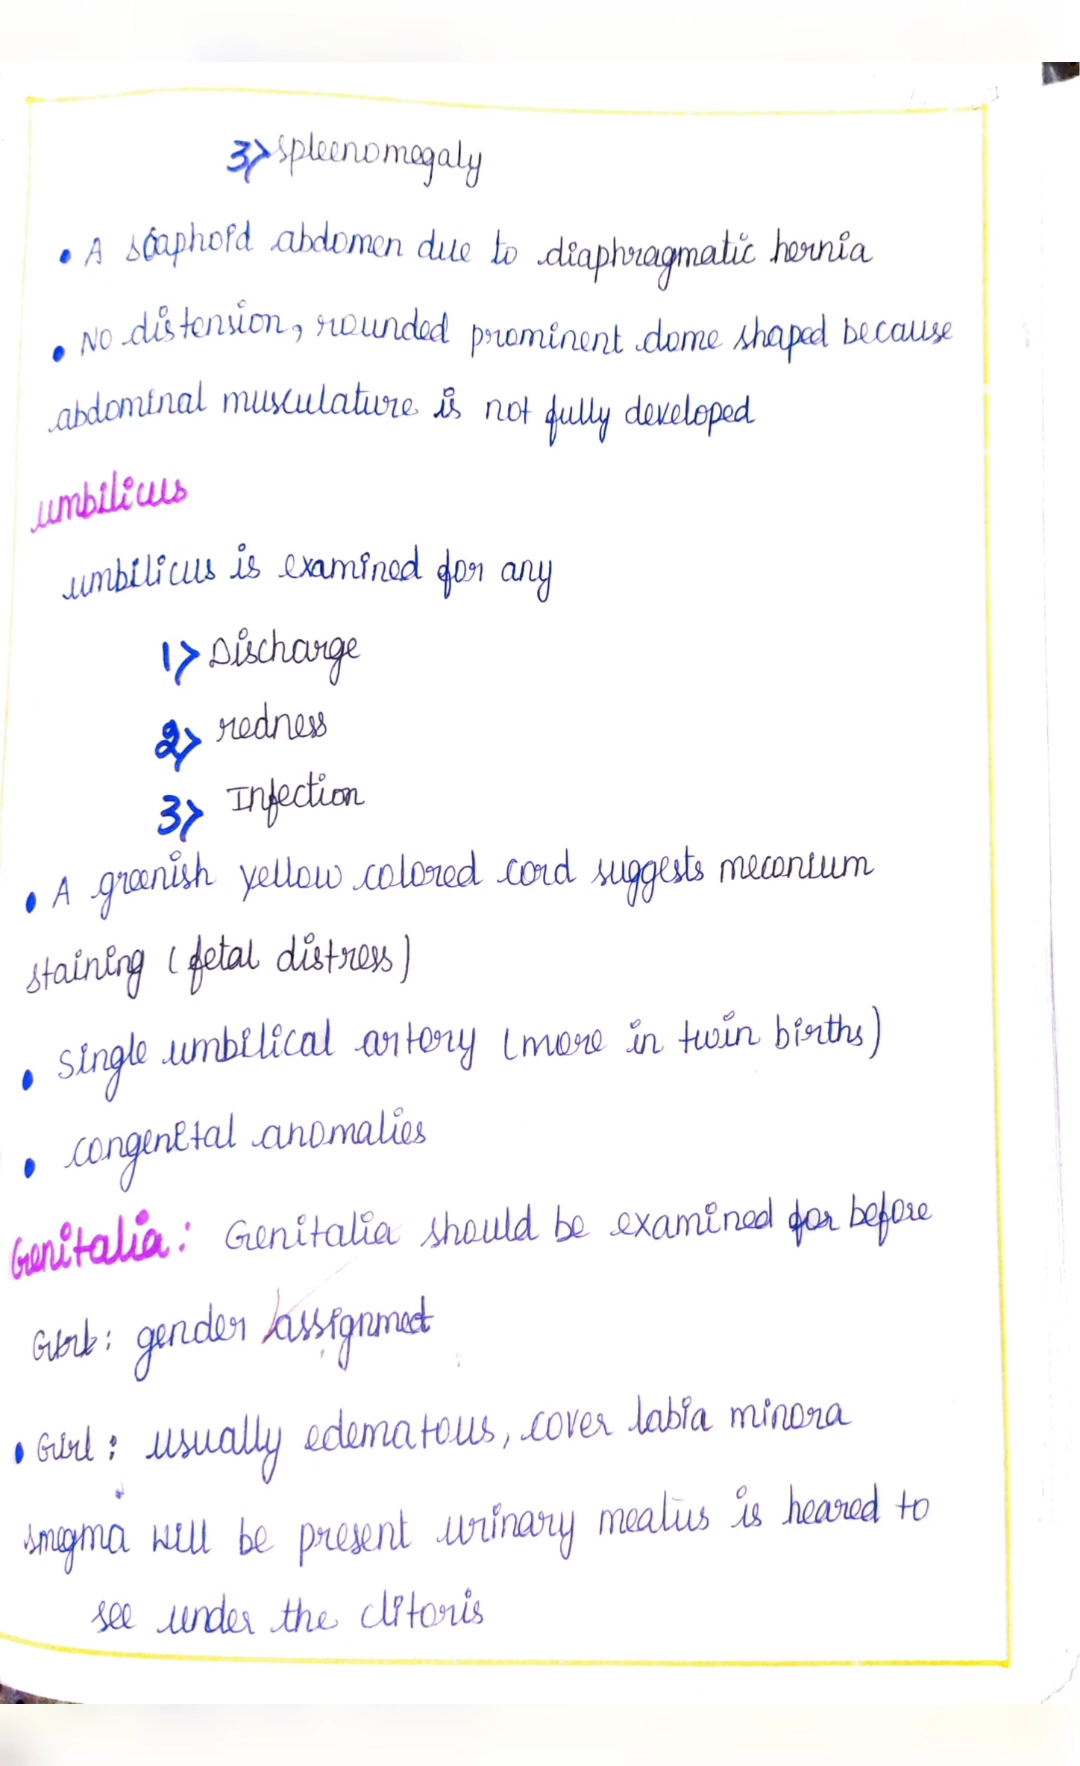 3> spleenomegaly
• A scaphoid abdomen due to diaphragmatic hernia
• NO distension, rounded prominent dome shaped because
abdominal musculature is not fully developed
umbilicus
umbilicus is examined for any
1> Discharge
2> redness
3> Infection
• A greenish yellow colored cord suggests meconium
staining (fetal distress)
• single umbilical artery (more in twin births)
• congenital anomalies
Genitalia: Genitalia should be examined for before
gender assignmet
• Girl: usually edematous, cover labia minora
smegma will be present urinary meatus is heared to
see under the clitoris